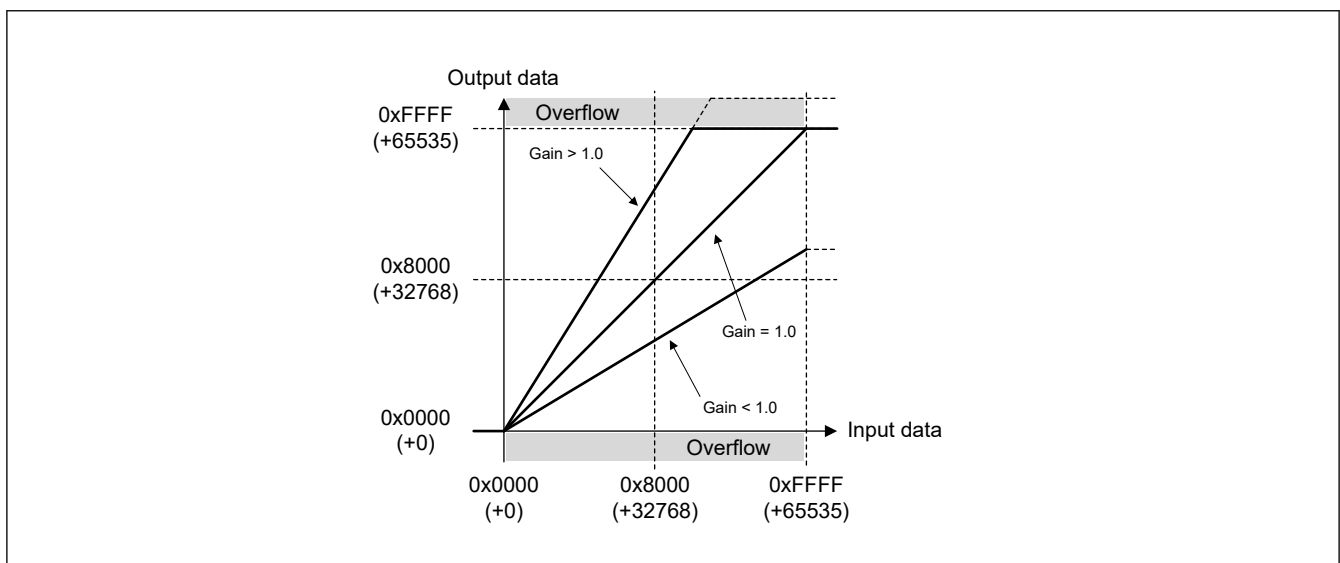 Output data
0xFFFF
(+65535)
Overflow
Gain > 1.0
0x8000
(+32768)
Gain = 1.0
Gain < 1.0
0x0000
(+0)
Input data
Overflow
0x0000
(+0)
0x8000
(+32768)
0xFFFF
(+65535)